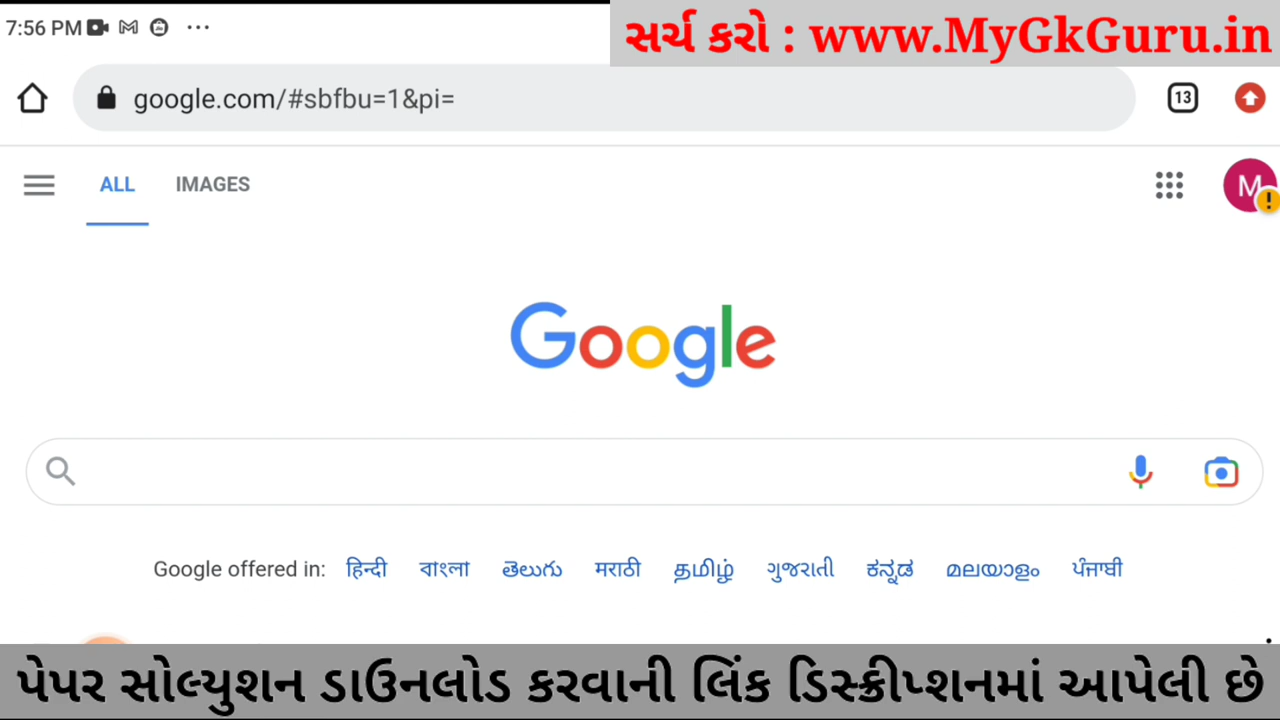 7:56 PM
સર્ચ કરો : www.MyGkGuru.in
google.com/#sbfbu=1&pi=
13
ALL IMAGES
M
Google
Google offered in: हिन्दी বাংলা తెలుగు मराठी தமிழ் ગુજરાતી ಕನ್ನಡ മലയാളം ਪੰਜਾਬੀ
પેપર સોલ્યુશન ડાઉનલોડ કરવાની લિંક ડિસ્ક્રીપ્શનમાં આપેલી છે